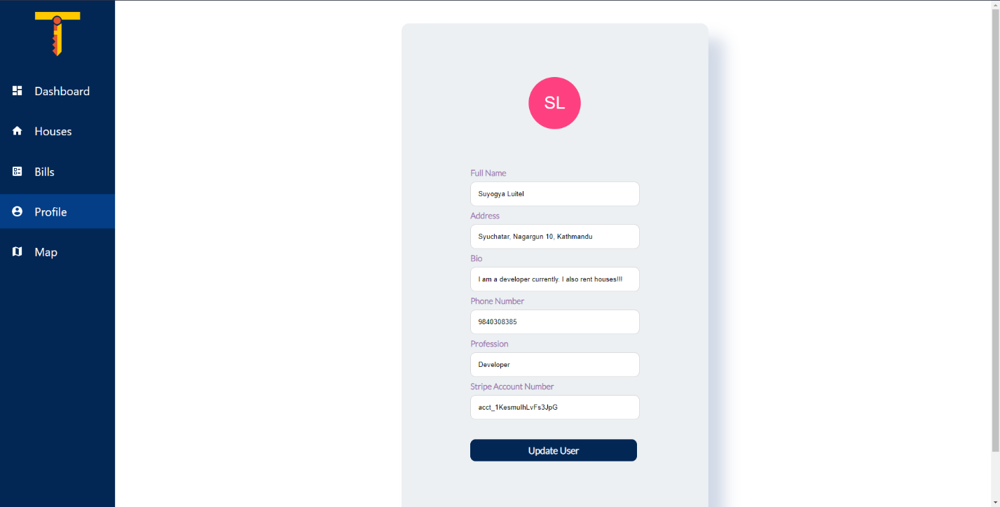 Dashboard
Houses
Bills
Profile
Map
SL
Full Name
Suyogya Luitel
Address
Syuchatar, Nagargun 10, Kathmandu
Bio
I am a developer currently. I also rent houses!!!
Phone Number
9840308385
Profession
Developer
Stripe Account Number
acct_1KesmuIhLvFs3JpG
Update User